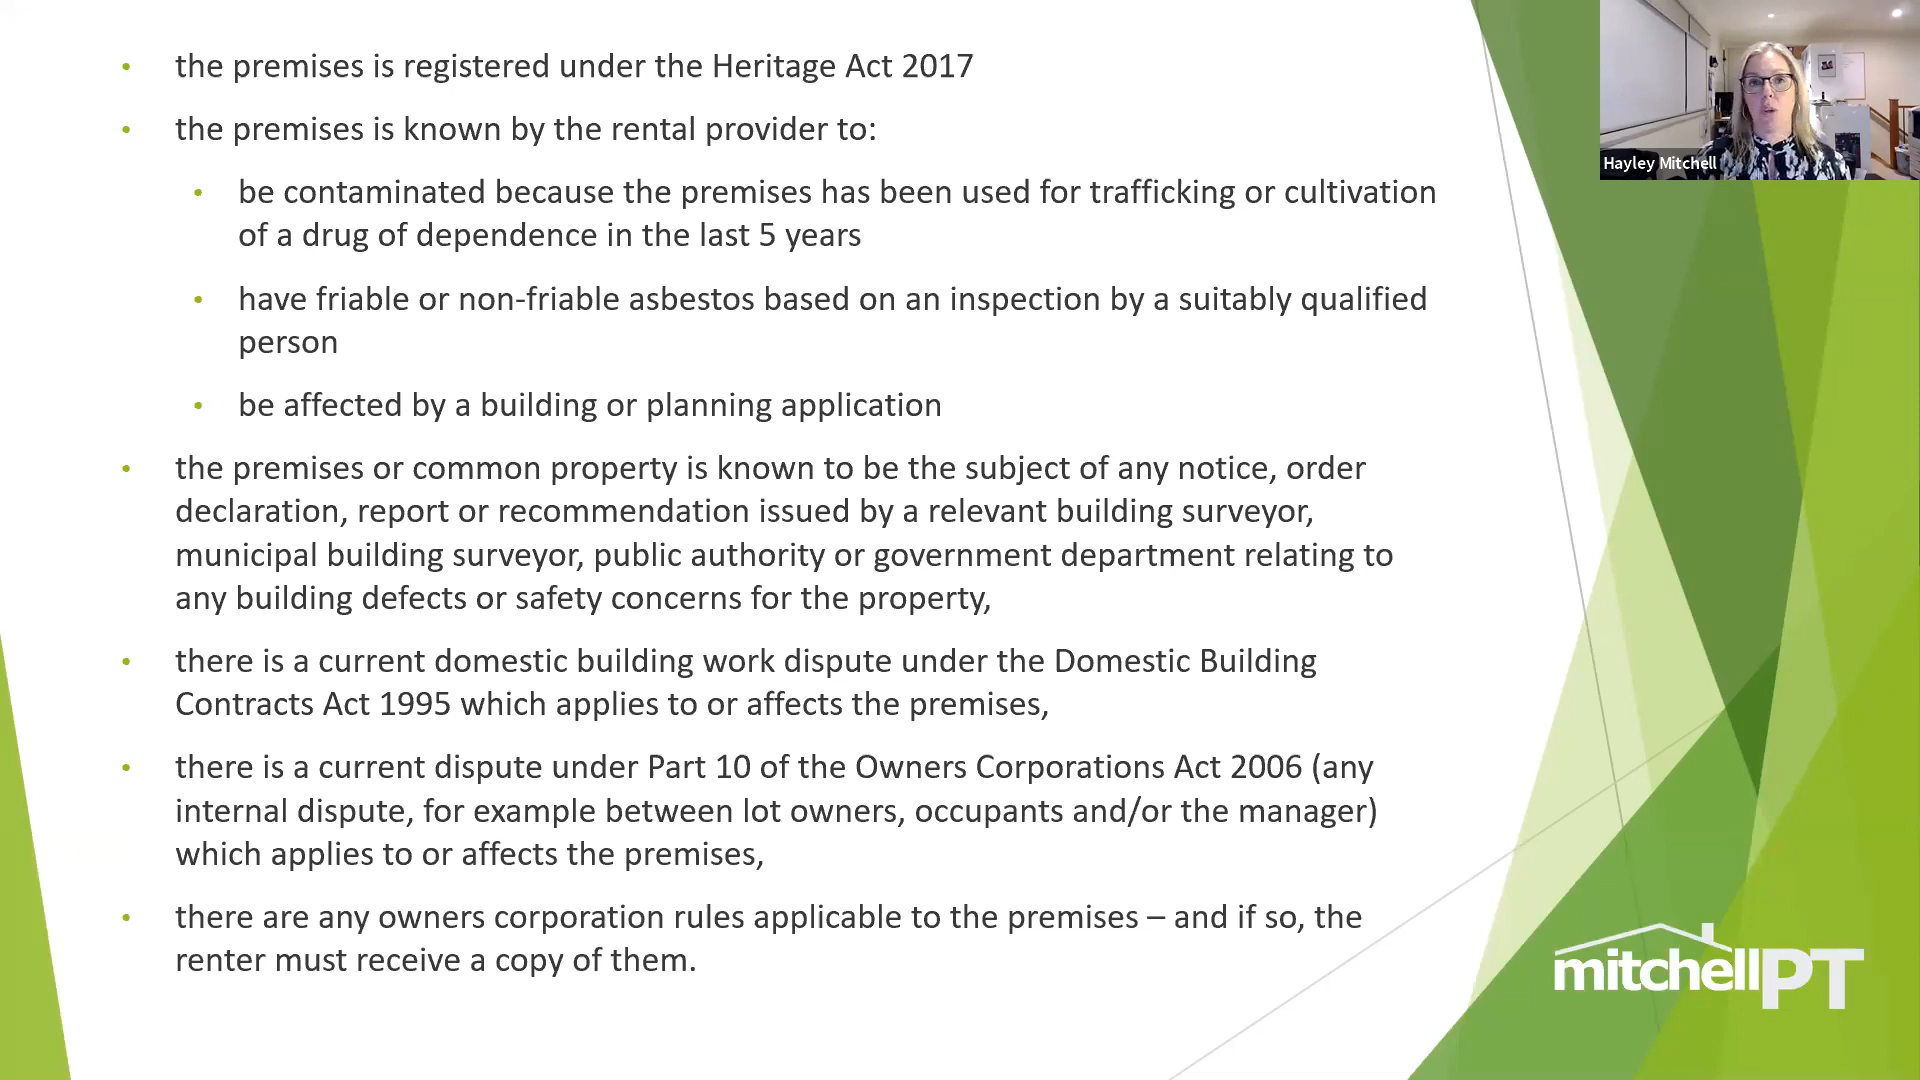 • the premises is registered under the Heritage Act 2017
• the premises is known by the rental provider to:
• be contaminated because the premises has been used for trafficking or cultivation
of a drug of dependence in the last 5 years
• have friable or non-friable asbestos based on an inspection by a suitably qualified
person
• be affected by a building or planning application
• the premises or common property is known to be the subject of any notice, order
declaration, report or recommendation issued by a relevant building surveyor,
municipal building surveyor, public authority or government department relating to
any building defects or safety concerns for the property,
• there is a current domestic building work dispute under the Domestic Building
Contracts Act 1995 which applies to or affects the premises,
• there is a current dispute under Part 10 of the Owners Corporations Act 2006 (any
internal dispute, for example between lot owners, occupants and/or the manager)
which applies to or affects the premises,
• there are any owners corporation rules applicable to the premises – and if so, the
renter must receive a copy of them.
Hayley Mitchell
mitchellPT